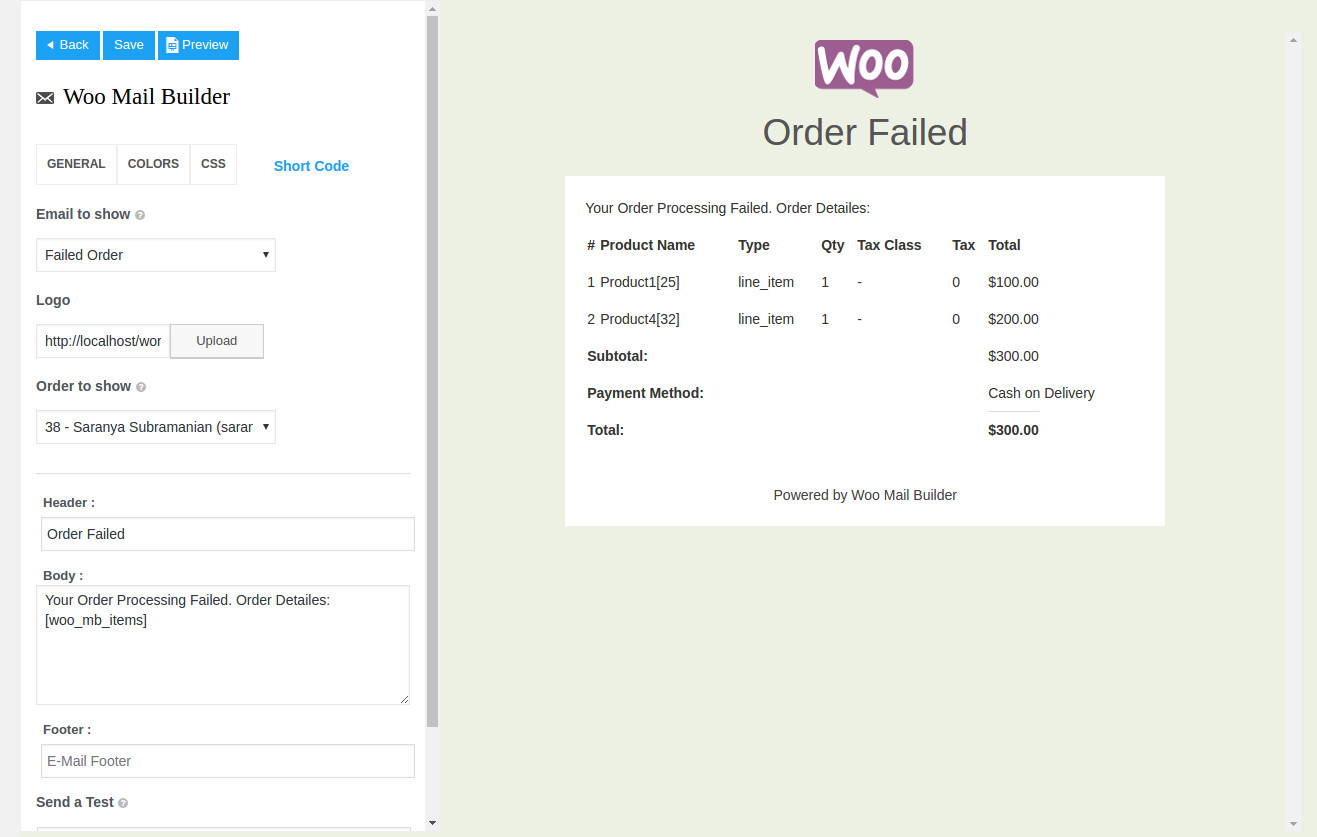 Back Save Preview
Woo Mail Builder
GENERAL COLORS CSS Short Code
Email to show ?
Failed Order
Logo
http://localhost/wor Upload
Order to show ?
38 - Saranya Subramanian (sarar
Header :
Order Failed
Body :
Your Order Processing Failed. Order Detailes:
[woo_mb_items]
Footer :
E-Mail Footer
Send a Test ?
WOO
Order Failed
Your Order Processing Failed. Order Detailes:
# Product Name Type Qty Tax Class Tax Total
1 Product1[25] line_item 1 - 0 $100.00
2 Product4[32] line_item 1 - 0 $200.00
Subtotal: $300.00
Payment Method: Cash on Delivery
Total: $300.00
Powered by Woo Mail Builder